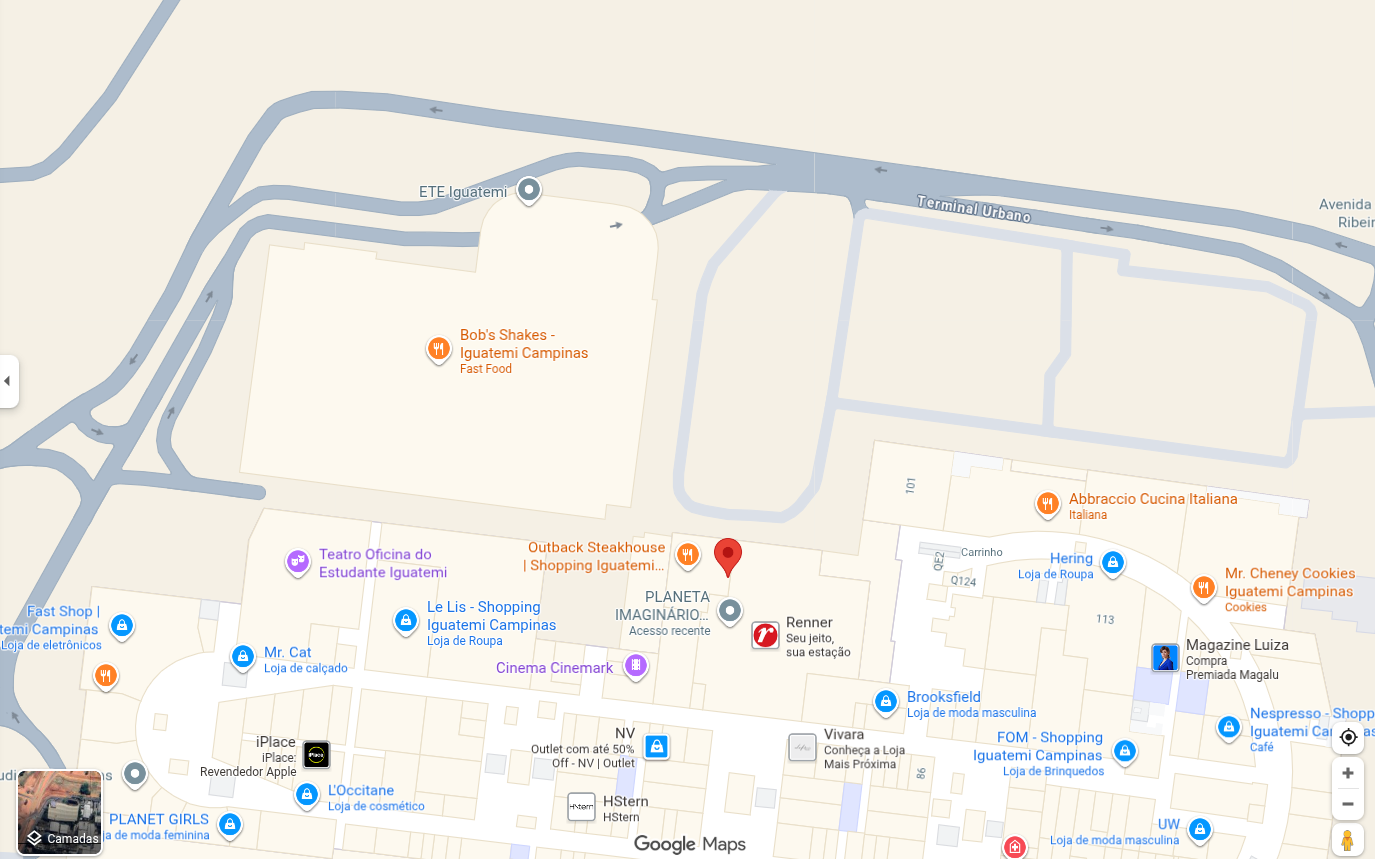 ETE Iguatemi
Terminal Urbano
Avenida
Ribeir
Bob's Shakes -
Iguatemi Campinas
Fast Food
101
Abbraccio Cucina Italiana
Italiana
Teatro Oficina do
Estudante Iguatemi
Outback Steakhouse
| Shopping Iguatemi...
QE2
Carrinho
Q124
Hering
Loja de Roupa
Mr. Cheney Cookies
Iguatemi Campinas
Cookies
PLANETA
IMAGINÁRIO...
Acesso recente
Fast Shop |
temi Campinas
Loja de eletrônicos
Le Lis - Shopping
Iguatemi Campinas
Loja de Roupa
Renner
Seu jeito,
sua estação
113
Magazine Luiza
Compra
Premiada Magalu
Mr. Cat
Loja de calçado
Cinema Cinemark
Brooksfield
Loja de moda masculina
Nespresso - Shopp
Iguatemi Campinas
Café
NV
Outlet com até 50%
Off - NV | Outlet
Vivara
Conheça a Loja
Mais Próxima
FOM - Shopping
Iguatemi Campinas
Loja de Brinquedos
iPlace
iPlace:
Revendedor Apple
iPlace
86
L'Occitane
Loja de cosmético
HStern
HStern
HStern
PLANET GIRLS
ja de moda feminina
UW
Loja de moda masculina
Camadas
Google Maps